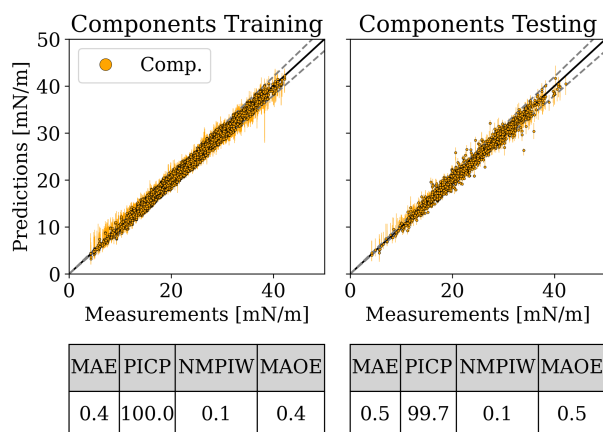 Components Training
Components Testing
50
40
30
20
10
0
Predictions [mN/m]
Comp.
0 20 40
0 20 40
Measurements [mN/m]
Measurements [mN/m]
MAE PICP NMPIW MAOE
0.4 100.0 0.1 0.4
MAE PICP NMPIW MAOE
0.5 99.7 0.1 0.5